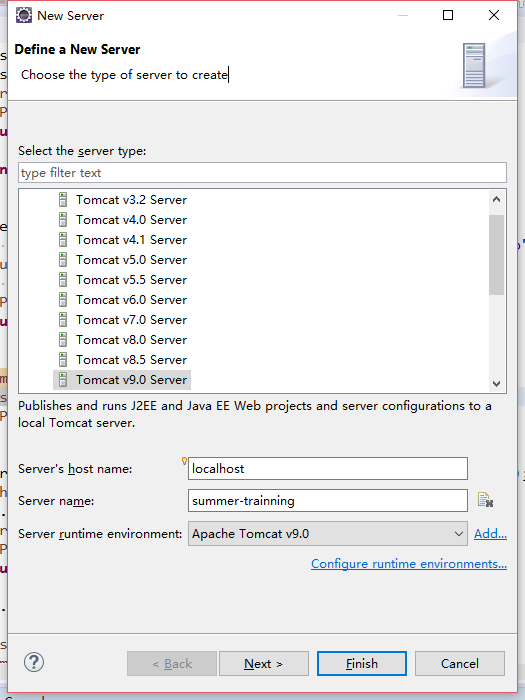 New Server
Define a New Server
Choose the type of server to create
Select the server type:
type filter text
Tomcat v3.2 Server
Tomcat v4.0 Server
Tomcat v4.1 Server
Tomcat v5.0 Server
Tomcat v5.5 Server
Tomcat v6.0 Server
Tomcat v7.0 Server
Tomcat v8.0 Server
Tomcat v8.5 Server
Tomcat v9.0 Server
Publishes and runs J2EE and Java EE Web projects and server configurations to a
local Tomcat server.
Server's host name: localhost
Server name: summer-trainning
Server runtime environment: Apache Tomcat v9.0 Add...
Configure runtime environments...
? < Back Next > Finish Cancel